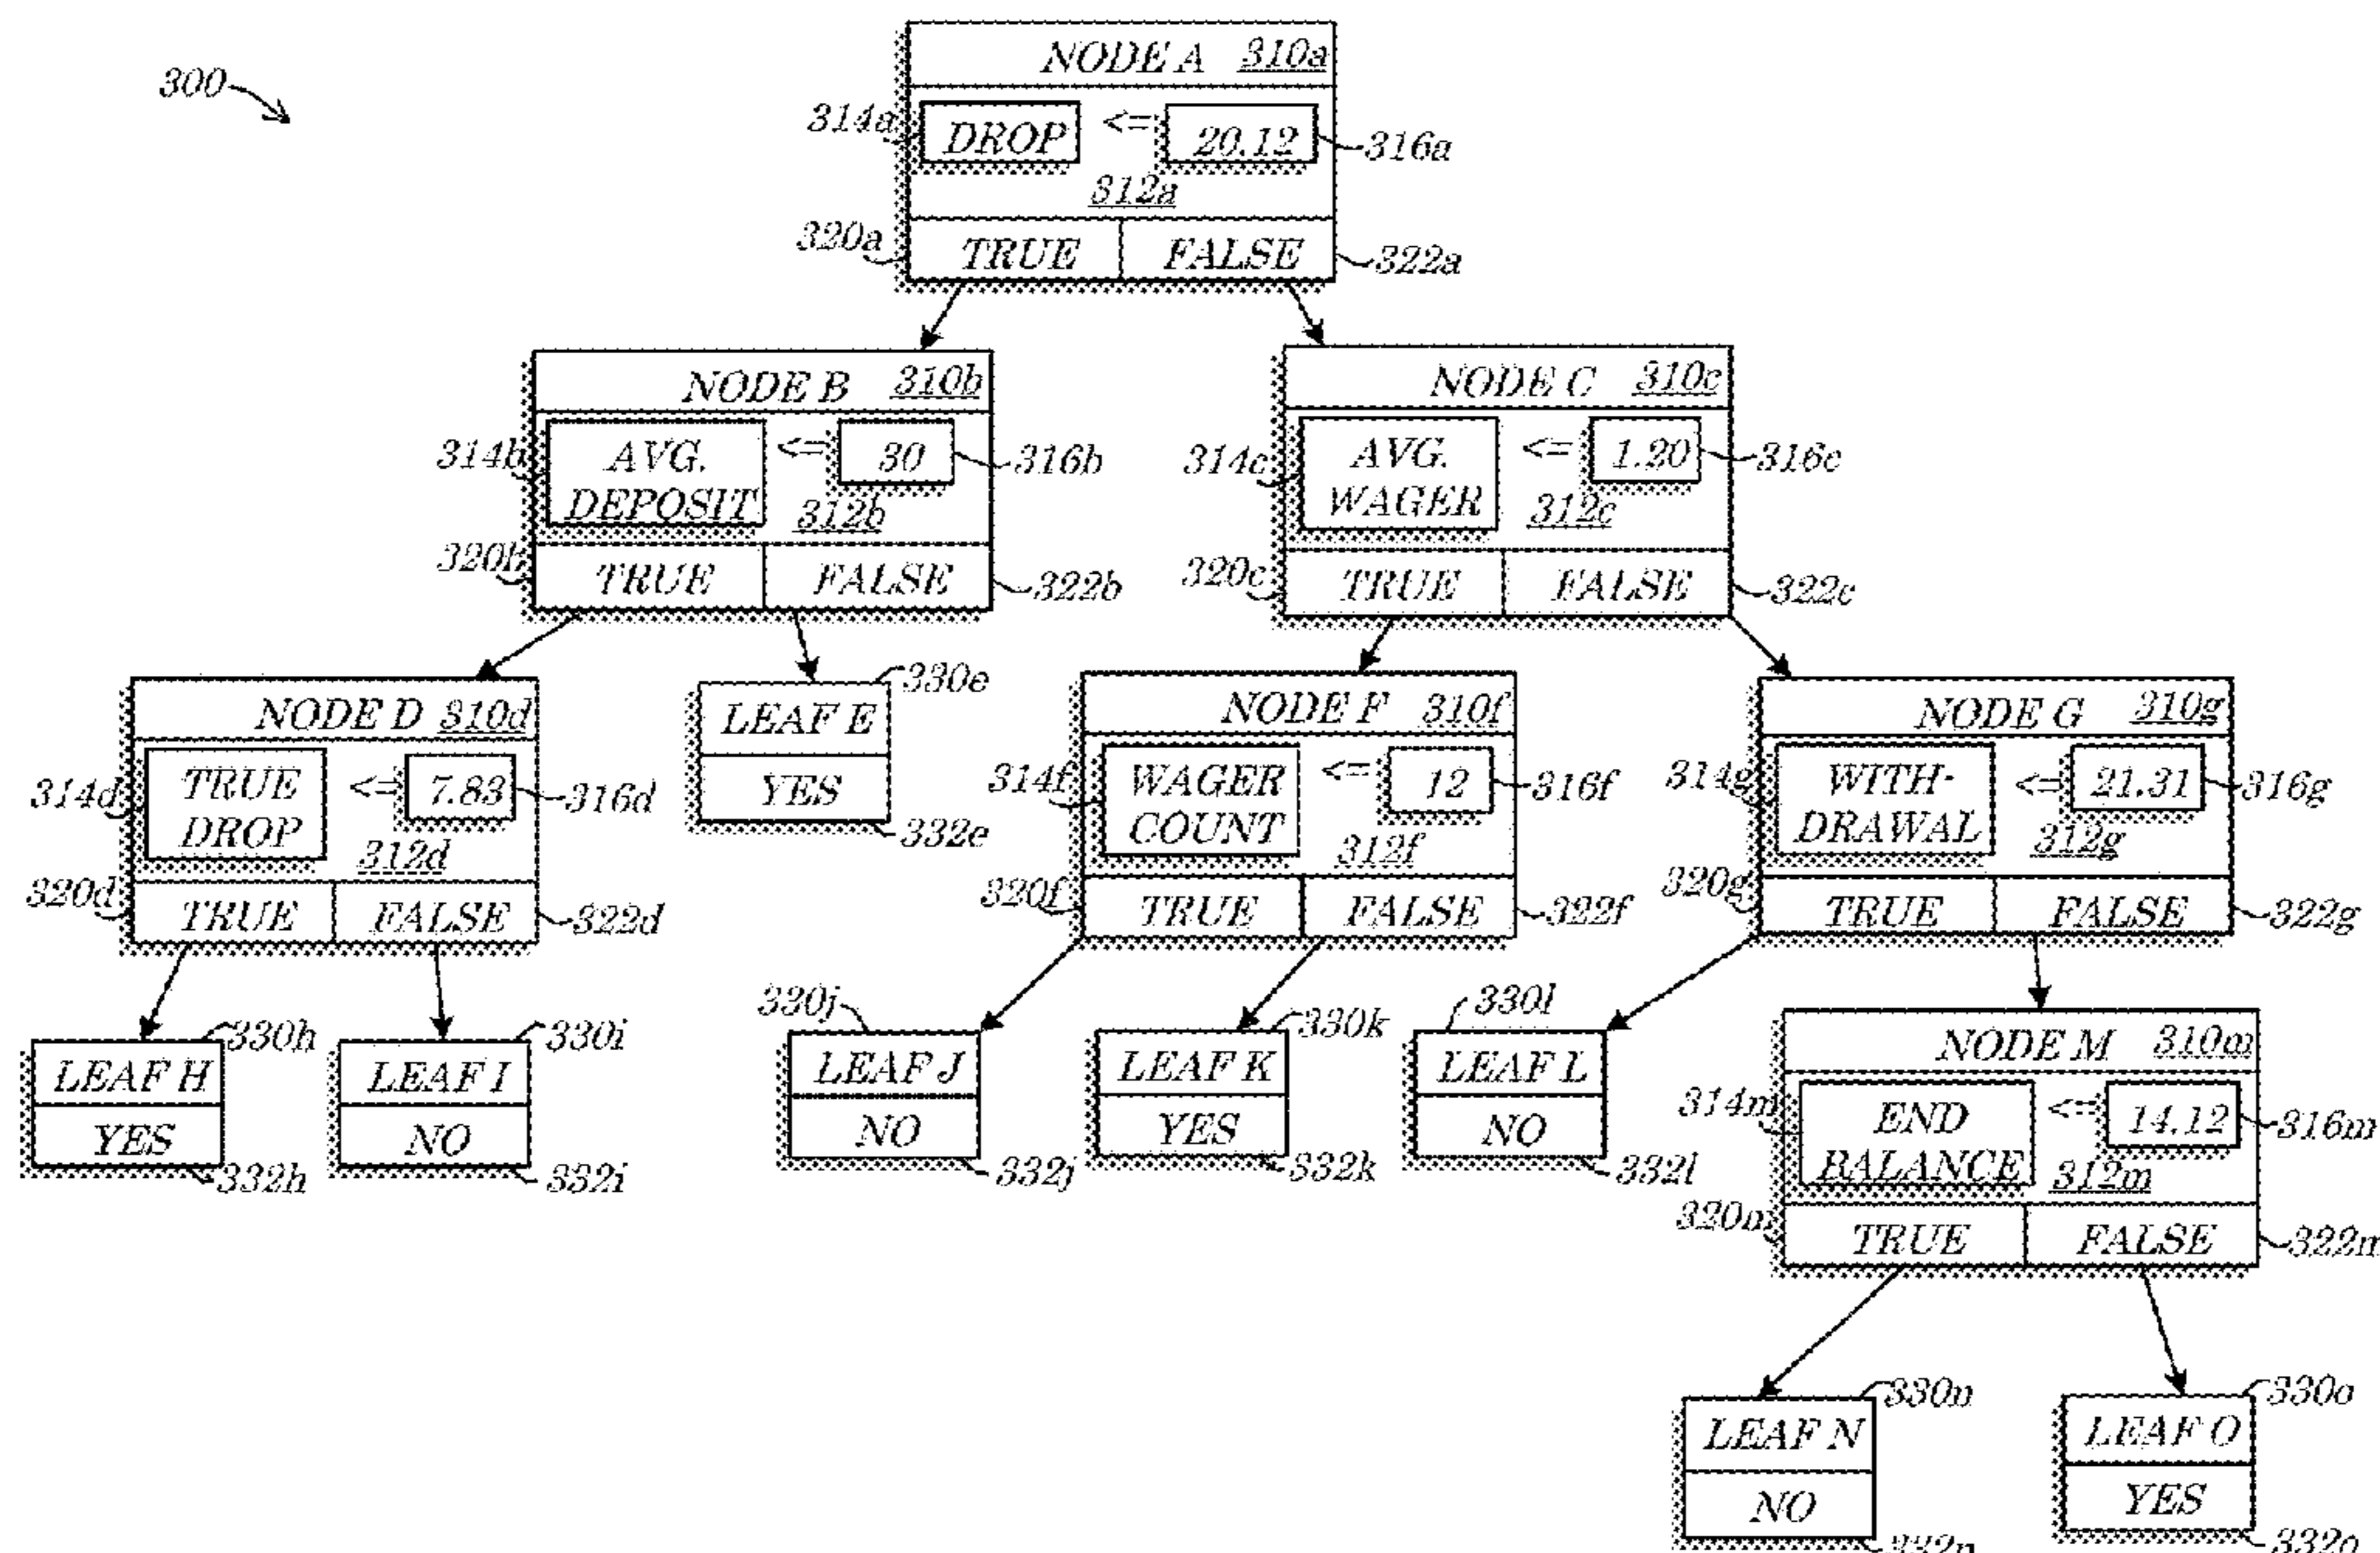 300
NODE A 310a
314a DROP <= 20.12 316a
312a
320a TRUE FALSE 322a
NODE B 310b
314b AVG. DEPOSIT <= 30 316b
312b
320b TRUE FALSE 322b
NODE C 310c
314c AVG. WAGER <= 1.20 316c
312c
320c TRUE FALSE 322c
NODE D 310d
314d TRUE DROP <= 7.83 316d
312d
320d TRUE FALSE 322d
330e
LEAF E
YES
332e
NODE F 310f
314f WAGER COUNT <= 12 316f
312f
320f TRUE FALSE 322f
NODE G 310g
314g WITH-DRAWAL <= 21.31 316g
312g
320g TRUE FALSE 322g
330h
LEAF H
YES
332h
330i
LEAF I
NO
332i
330j
LEAF J
NO
332j
330k
LEAF K
YES
332k
330l
LEAF L
NO
332l
NODE M 310m
314m END BALANCE <= 14.12 316m
312m
320m TRUE FALSE 322m
330n
LEAF N
NO
332n
330o
LEAF O
YES
332o